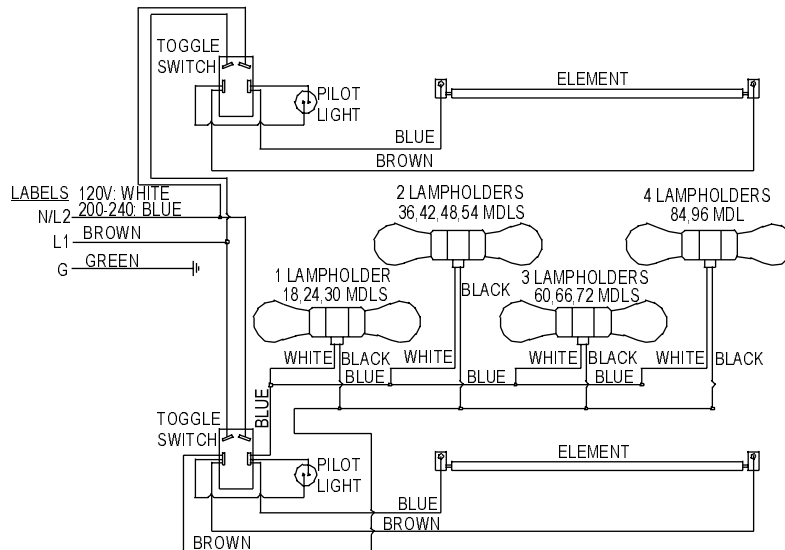 TOGGLE
SWITCH
PILOT
LIGHT
ELEMENT
BLUE
BROWN
LABELS 120V: WHITE
200-240: BLUE
N/L2
L1 BROWN
G GREEN
2 LAMPHOLDERS
36,42,48,54 MDLS
4 LAMPHOLDERS
84,96 MDL
1 LAMPHOLDER
18,24,30 MDLS
BLACK
3 LAMPHOLDERS
60,66,72 MDLS
WHITE BLACK WHITE WHITE BLACK WHITE BLACK
BLUE BLUE BLUE
BLUE
TOGGLE
SWITCH
PILOT
LIGHT
ELEMENT
BLUE
BROWN
BROWN